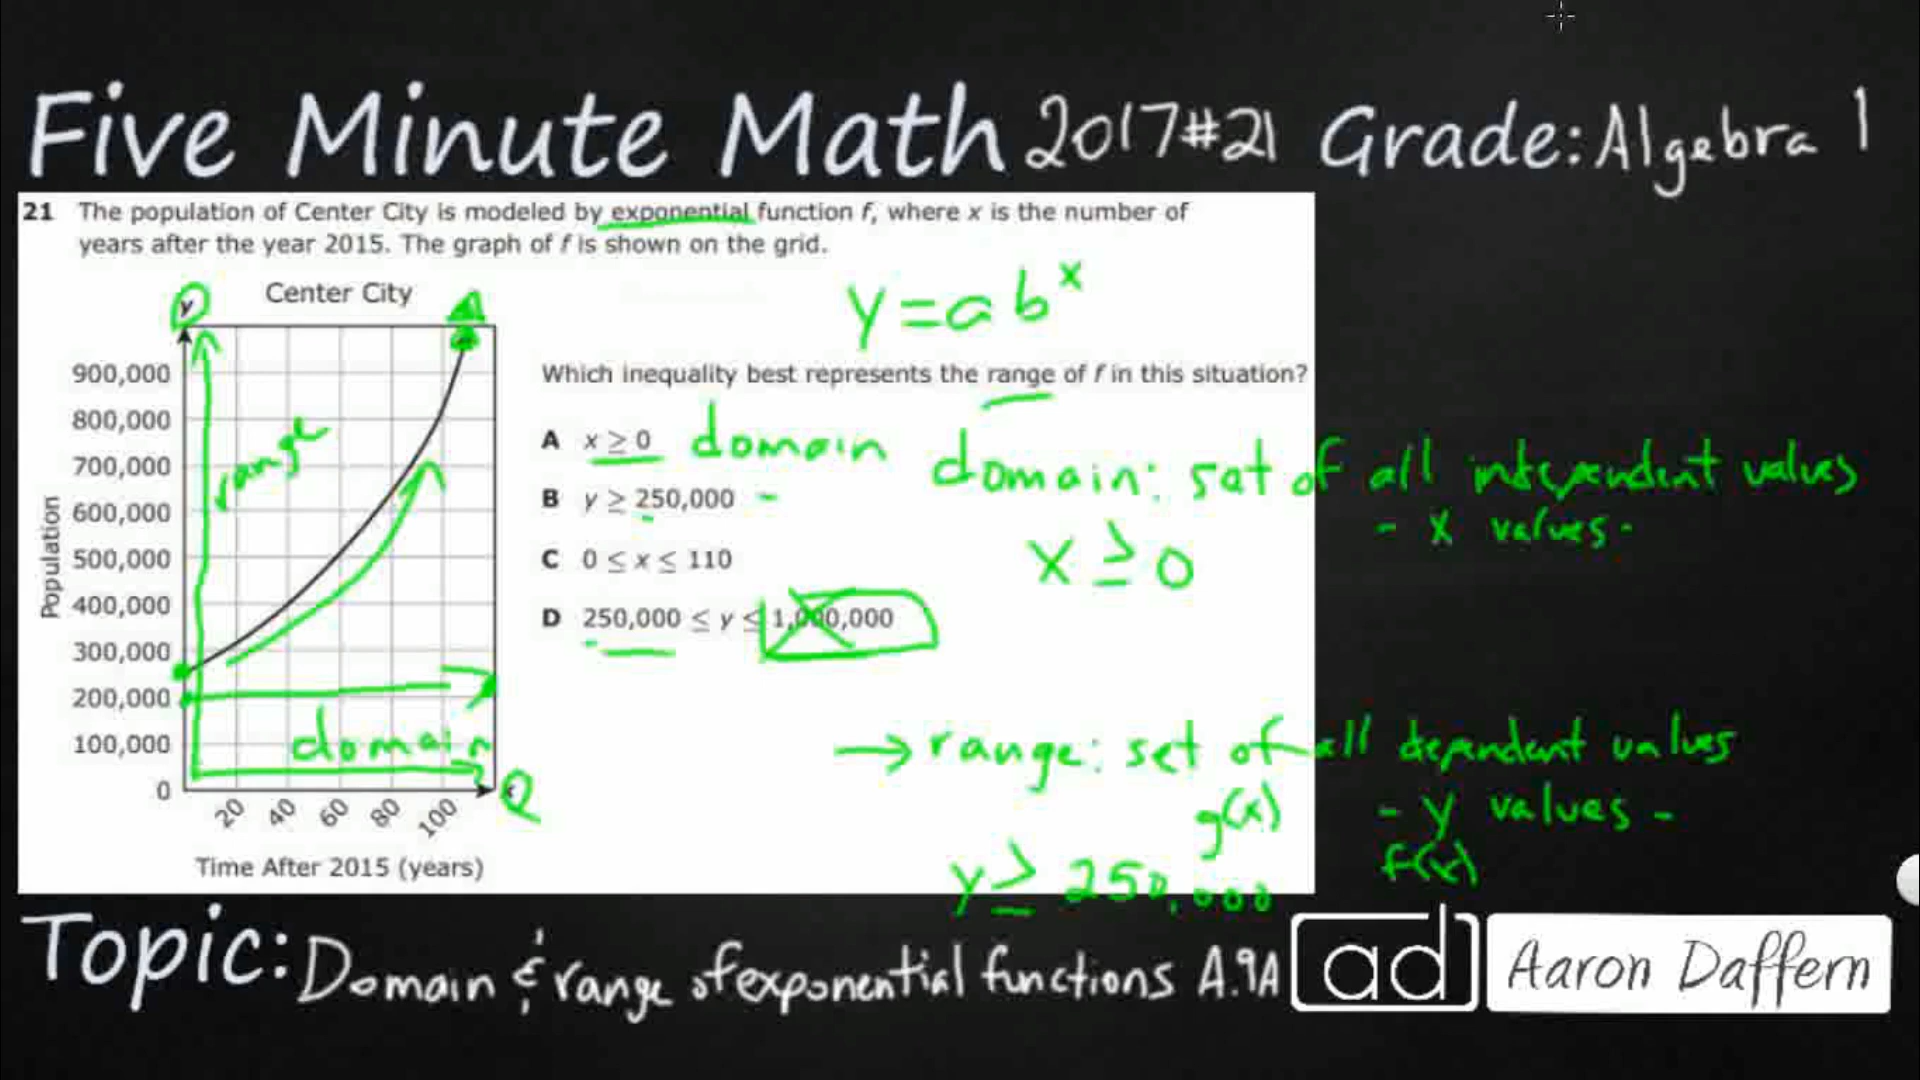 Five Minute Math 2017#21 Grade: Algebra 1
21 The population of Center City is modeled by exponential function f, where x is the number of
years after the year 2015. The graph of f is shown on the grid.
Center City
y
y = ab^x
Which inequality best represents the range of f in this situation?
A x ≥ 0 domain
B y ≥ 250,000
C 0 ≤ x ≤ 110
D 250,000 ≤ y ≤ 1,000,000
domain: set of all independent values
- x values -
x ≥ 0
→ range: set of all dependent values
g(x) - y values -
f(x)
y ≥ 250,000
Population
900,000
800,000
700,000
600,000
500,000
400,000
300,000
200,000
100,000
0
range
domain
x
20 40 60 80 100
Time After 2015 (years)
Topic: Domain & range of exponential functions A.9A
ad Aaron Daffern